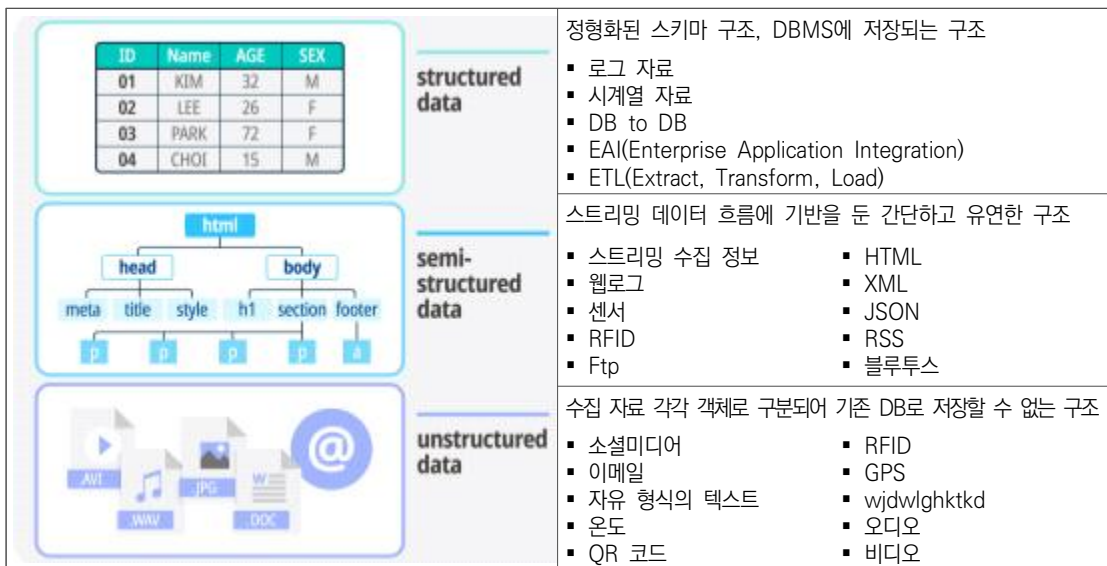 ID Name AGE SEX
01 KIM 32 M
02 LEE 26 F
03 PARK 72 F
04 CHOI 15 M
structured
data
정형화된 스키마 구조, DBMS에 저장되는 구조
▪ 로그 자료
▪ 시계열 자료
▪ DB to DB
▪ EAI(Enterprise Application Integration)
▪ ETL(Extract, Transform, Load)
html
head body
meta title style h1 section footer
p p p p a
semi-
structured
data
스트리밍 데이터 흐름에 기반을 둔 간단하고 유연한 구조
▪ 스트리밍 수집 정보
▪ 웹로그
▪ 센서
▪ RFID
▪ Ftp
▪ HTML
▪ XML
▪ JSON
▪ RSS
▪ 블루투스
.AVI
.WAV
.JPG
W
.DOC
@
unstructured
data
수집 자료 각각 객체로 구분되어 기존 DB로 저장할 수 없는 구조
▪ 소셜미디어
▪ 이메일
▪ 자유 형식의 텍스트
▪ 온도
▪ QR 코드
▪ RFID
▪ GPS
▪ wjdwlghktkd
▪ 오디오
▪ 비디오